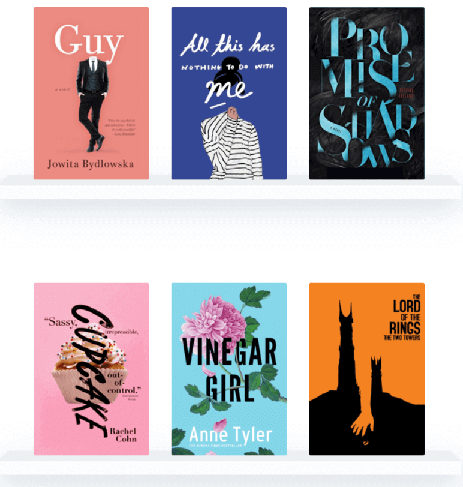 Guy
a novel
Jowita Bydlowska
All this has
NOTHING TO DO WITH
me
PROMISE
OF
SHADOWS
"Sassy,
irrepressible,
CUPCAKE
out-
of-
control."
Rachel
Cohn
VINEGAR
GIRL
Anne Tyler
THE
LORD
OF THE
RINGS
THE TWO TOWERS